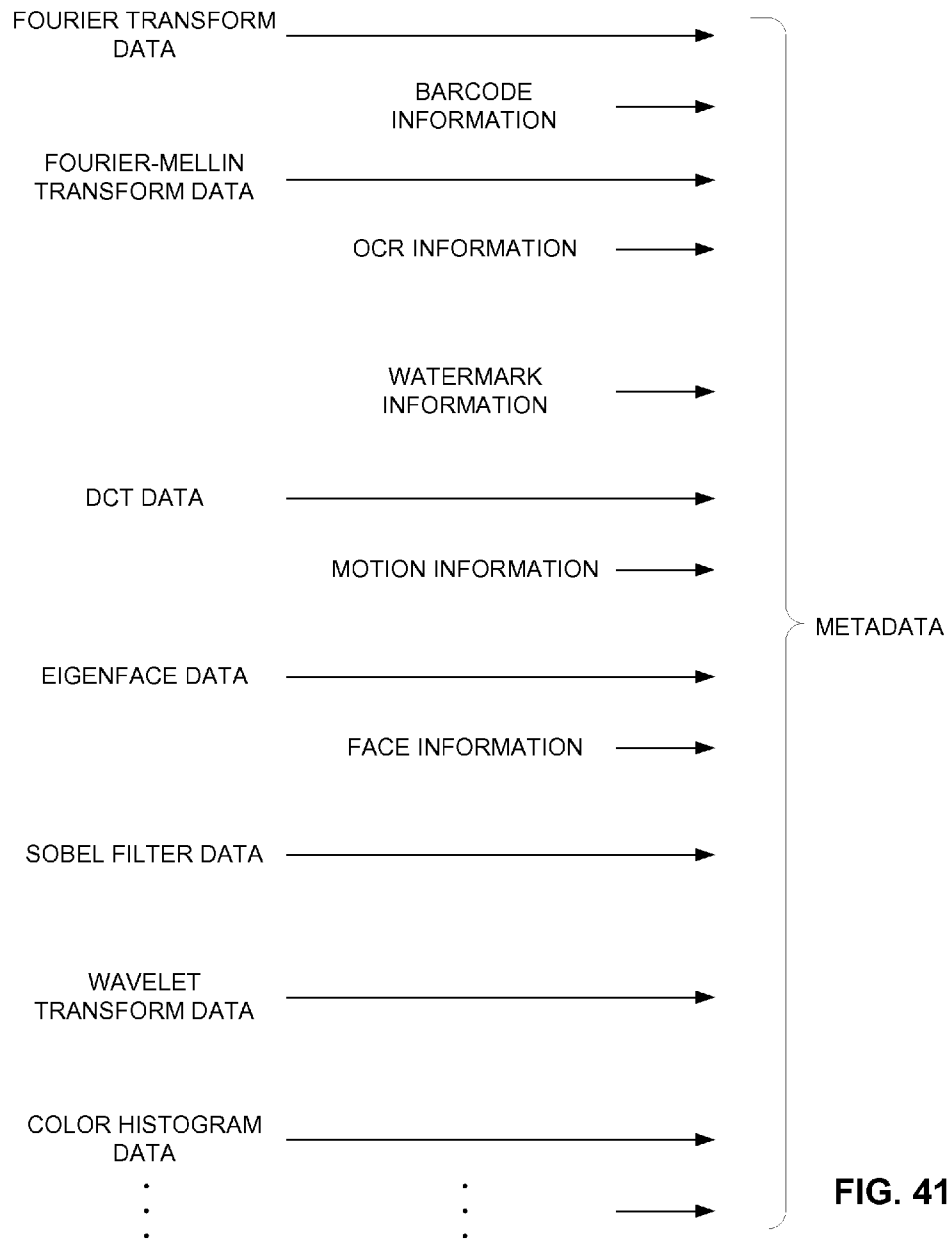 FOURIER TRANSFORM
DATA
BARCODE
INFORMATION
FOURIER-MELLIN
TRANSFORM DATA
OCR INFORMATION
WATERMARK
INFORMATION
DCT DATA
MOTION INFORMATION
METADATA
EIGENFACE DATA
FACE INFORMATION
SOBEL FILTER DATA
WAVELET
TRANSFORM DATA
COLOR HISTOGRAM
DATA
FIG. 41